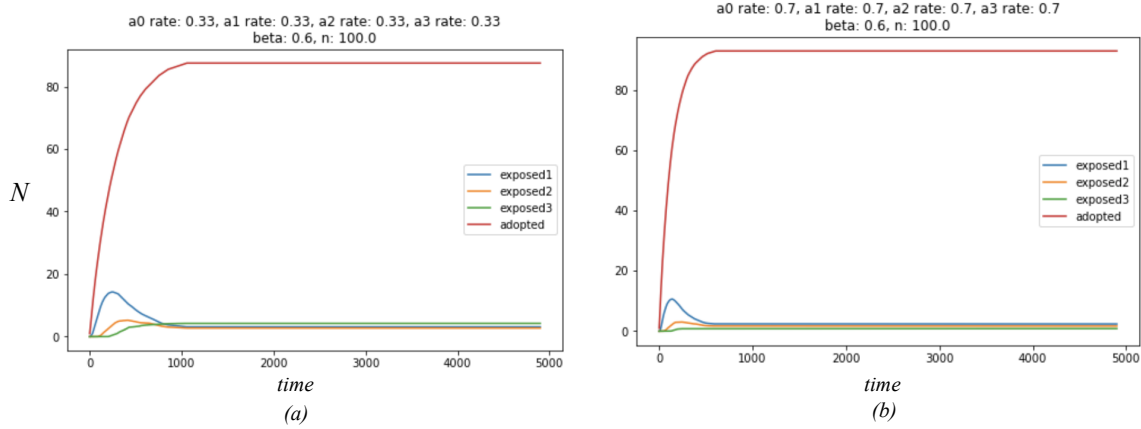 a0 rate: 0.33, a1 rate: 0.33, a2 rate: 0.33, a3 rate: 0.33
beta: 0.6, n: 100.0
80
60
40
20
0
N
exposed1
exposed2
exposed3
adopted
0 1000 2000 3000 4000 5000
time
(a)
a0 rate: 0.7, a1 rate: 0.7, a2 rate: 0.7, a3 rate: 0.7
beta: 0.6, n: 100.0
80
60
40
20
0
exposed1
exposed2
exposed3
adopted
0 1000 2000 3000 4000 5000
time
(b)